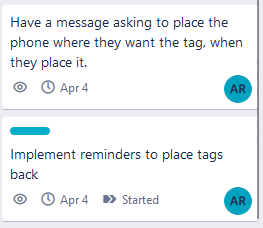 Have a message asking to place the
phone where they want the tag, when
they place it.
Apr 4
AR
Implement reminders to place tags
back
Apr 4 Started
AR